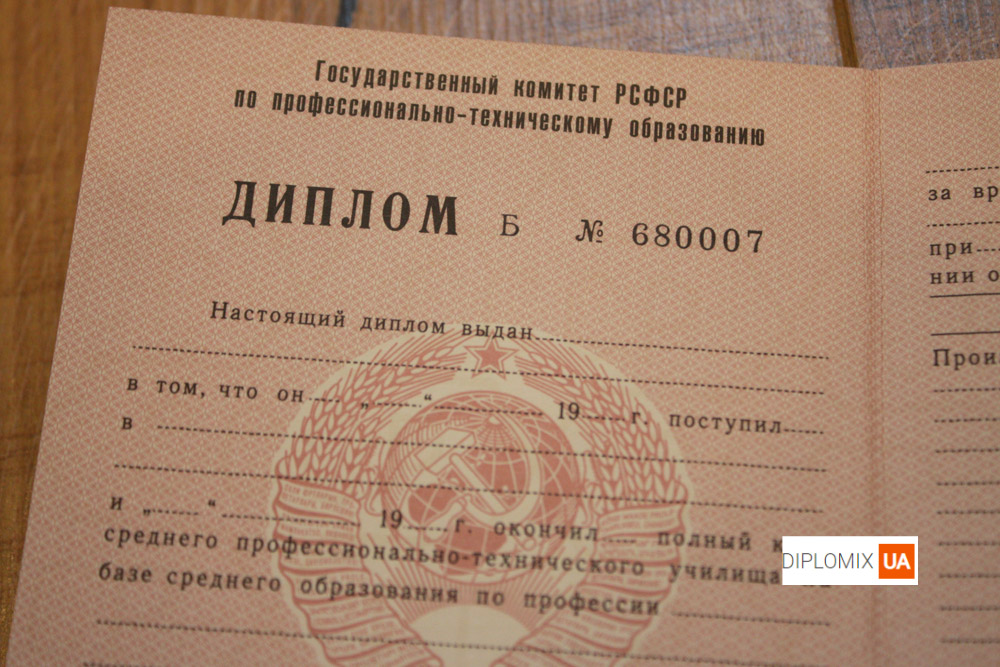 Государственный комитет РСФСР
по профессионально-техническому образованию
ДИПЛОМ Б № 680007
Настоящий диплом выдан
в том, что он „ “ 19 г. поступил
в
и „ “ 19 г. окончил полный
среднего профессионально-технического училища
базе среднего образования по профессии
за вр
при
нии о
Прои
DIPLOMIX UA